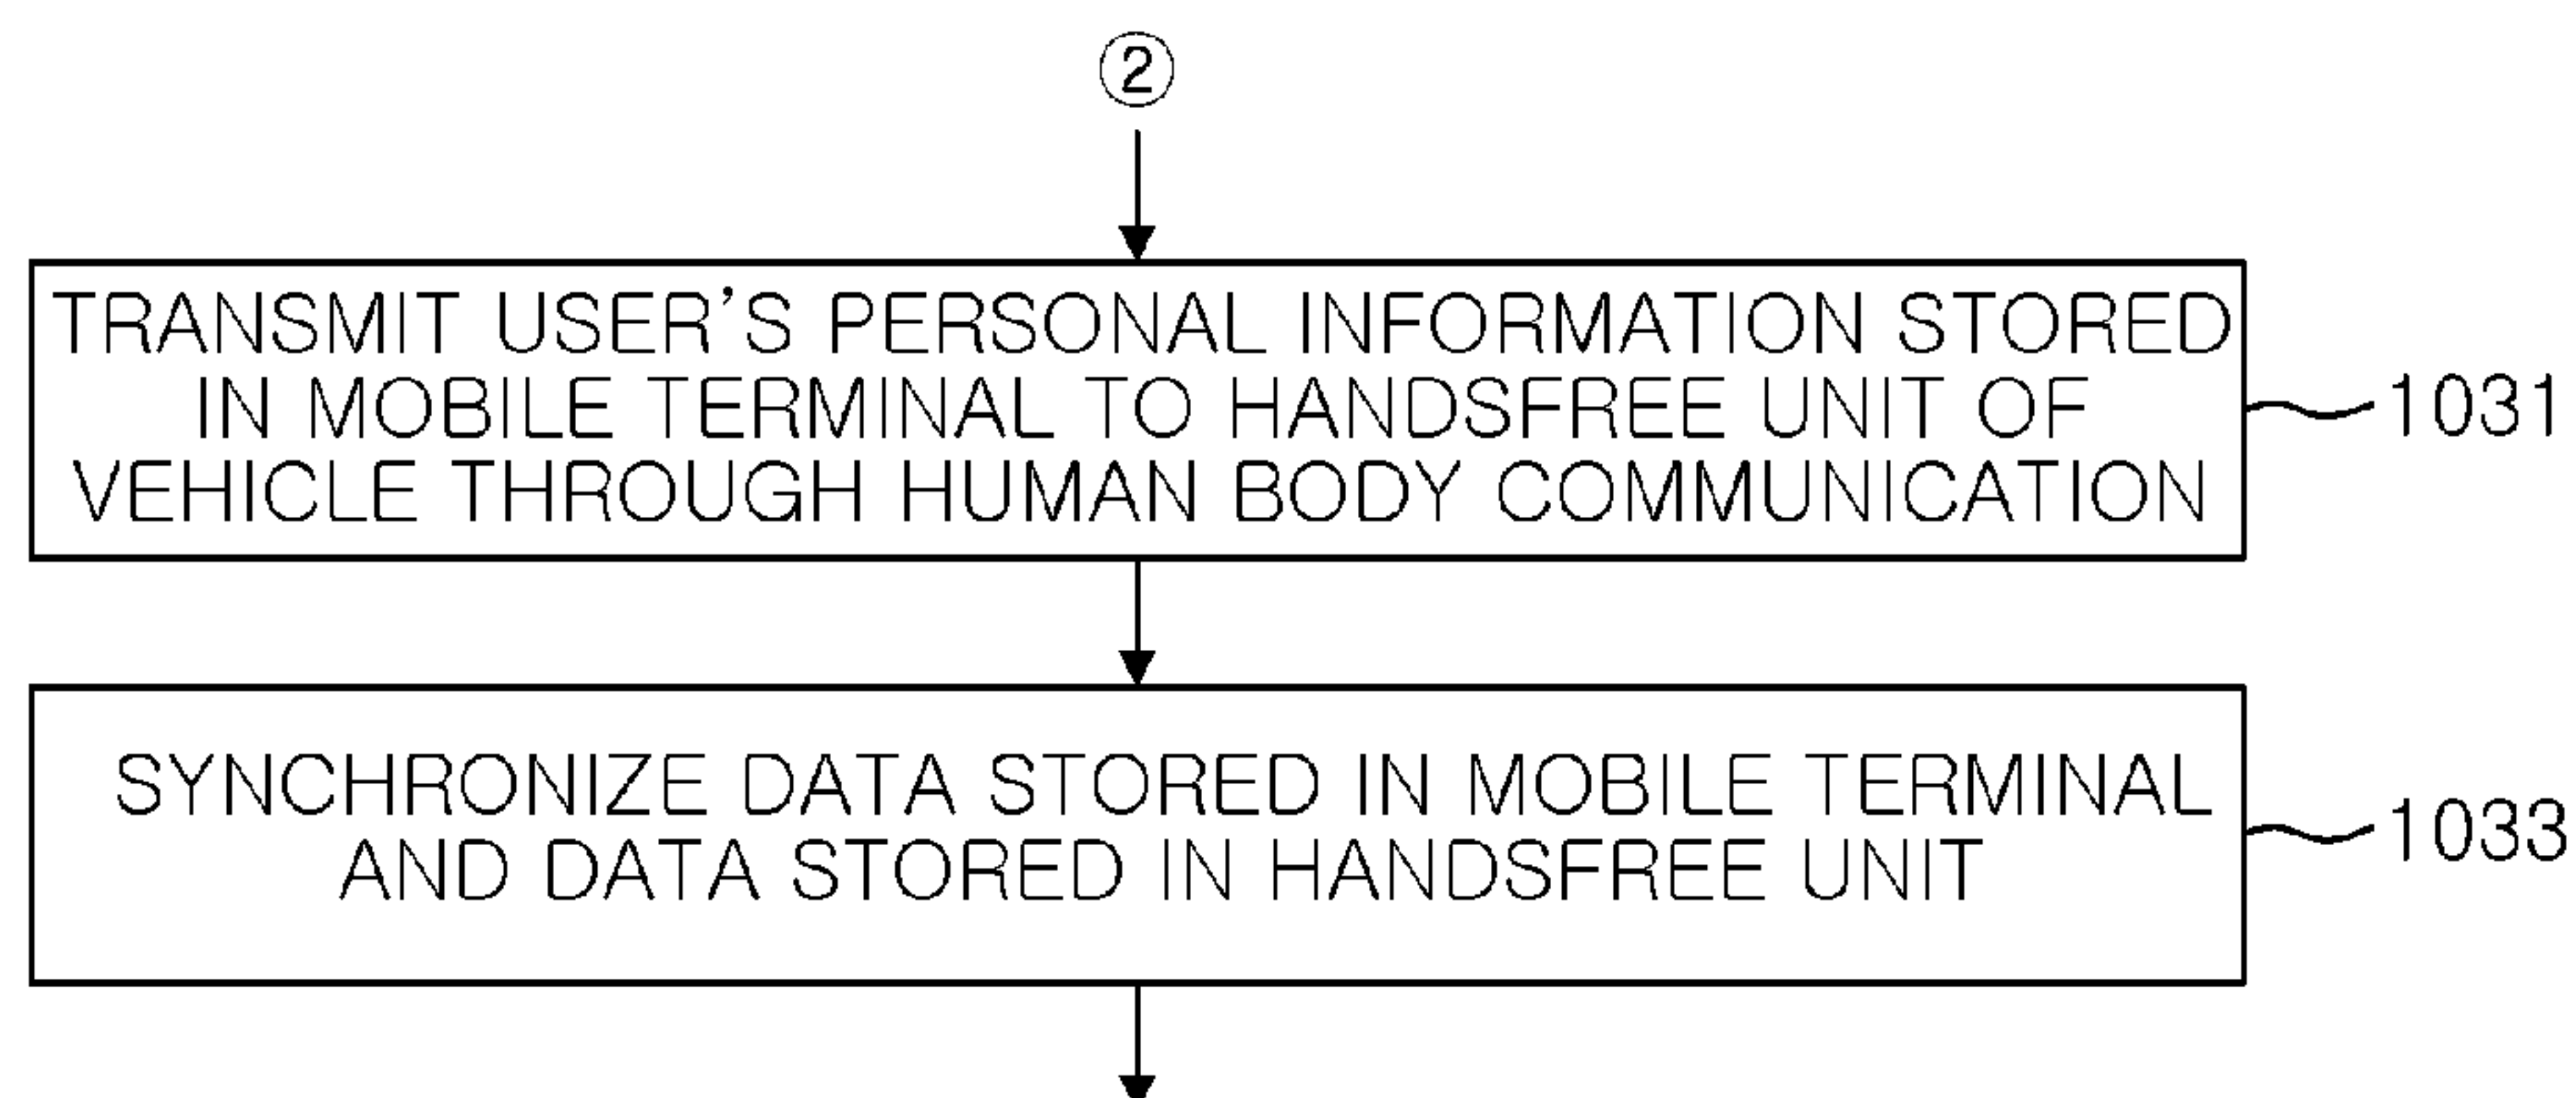 ②
TRANSMIT USER'S PERSONAL INFORMATION STORED
IN MOBILE TERMINAL TO HANDSFREE UNIT OF
VEHICLE THROUGH HUMAN BODY COMMUNICATION
1031
SYNCHRONIZE DATA STORED IN MOBILE TERMINAL
AND DATA STORED IN HANDSFREE UNIT
1033